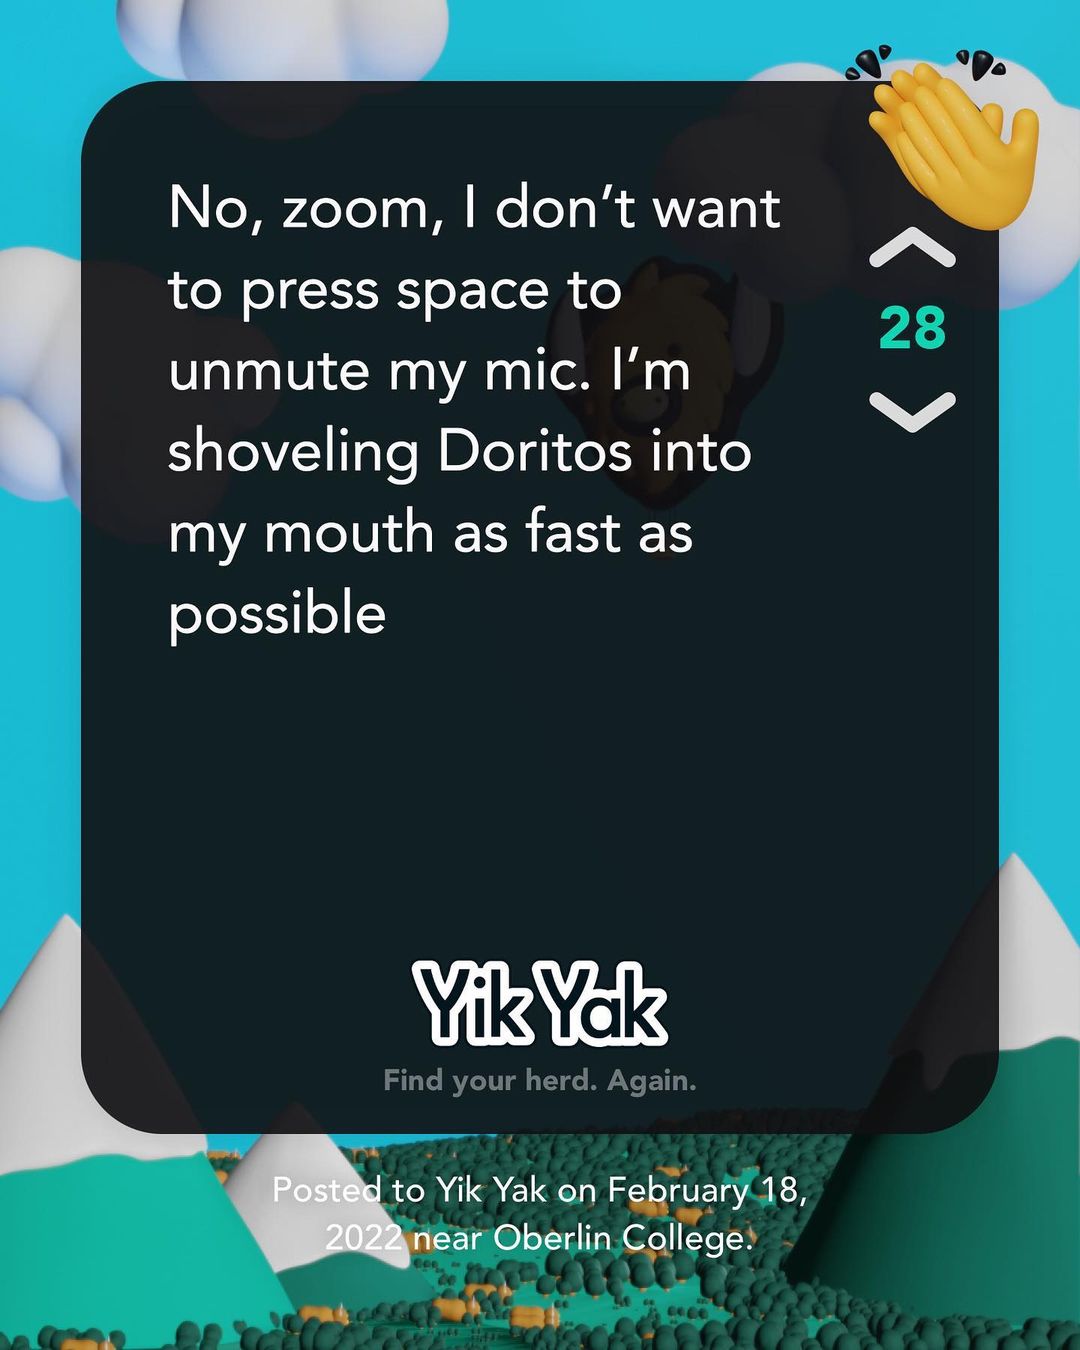 No, zoom, I don’t want
to press space to
unmute my mic. I’m
shoveling Doritos into
my mouth as fast as
possible
28
Yik Yak
Find your herd. Again.
Posted to Yik Yak on February 18,
2022 near Oberlin College.